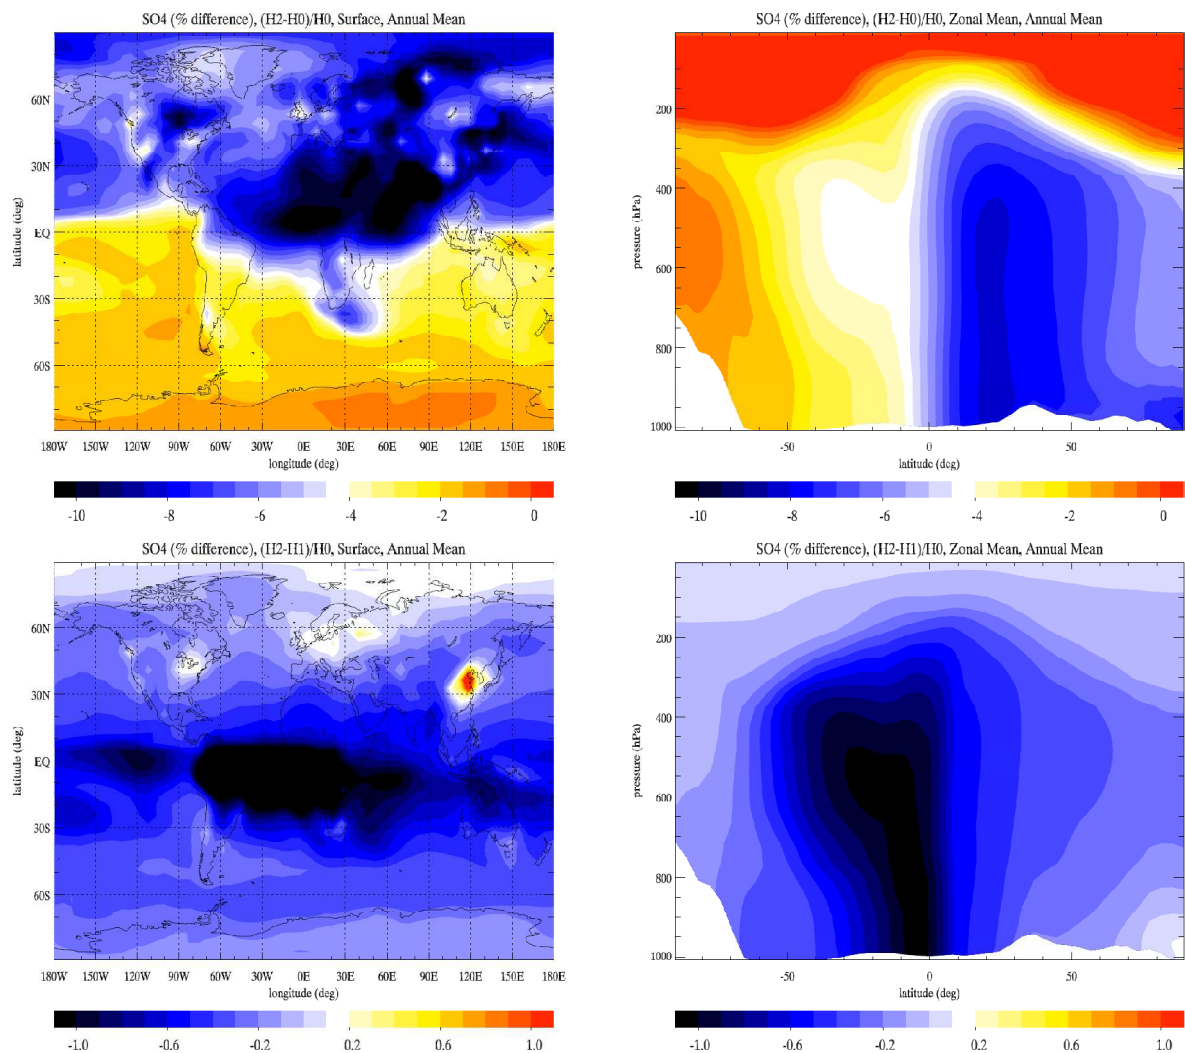 SO4 (% difference), (H2-H0)/H0, Surface, Annual Mean
60N
30N
EQ
30S
60S
latitude (deg)
180W 150W 120W 90W 60W 30W 0E 30E 60E 90E 120E 150E 180E
longitude (deg)
-10 -8 -6 -4 -2 0
SO4 (% difference), (H2-H0)/H0, Zonal Mean, Annual Mean
200
400
600
800
1000
pressure (hPa)
-50 0 50
latitude (deg)
-10 -8 -6 -4 -2 0
SO4 (% difference), (H2-H1)/H0, Surface, Annual Mean
60N
30N
EQ
30S
60S
latitude (deg)
180W 150W 120W 90W 60W 30W 0E 30E 60E 90E 120E 150E 180E
longitude (deg)
-1.0 -0.6 -0.2 0.2 0.6 1.0
SO4 (% difference), (H2-H1)/H0, Zonal Mean, Annual Mean
200
400
600
800
1000
pressure (hPa)
-50 0 50
latitude (deg)
-1.0 -0.6 -0.2 0.2 0.6 1.0